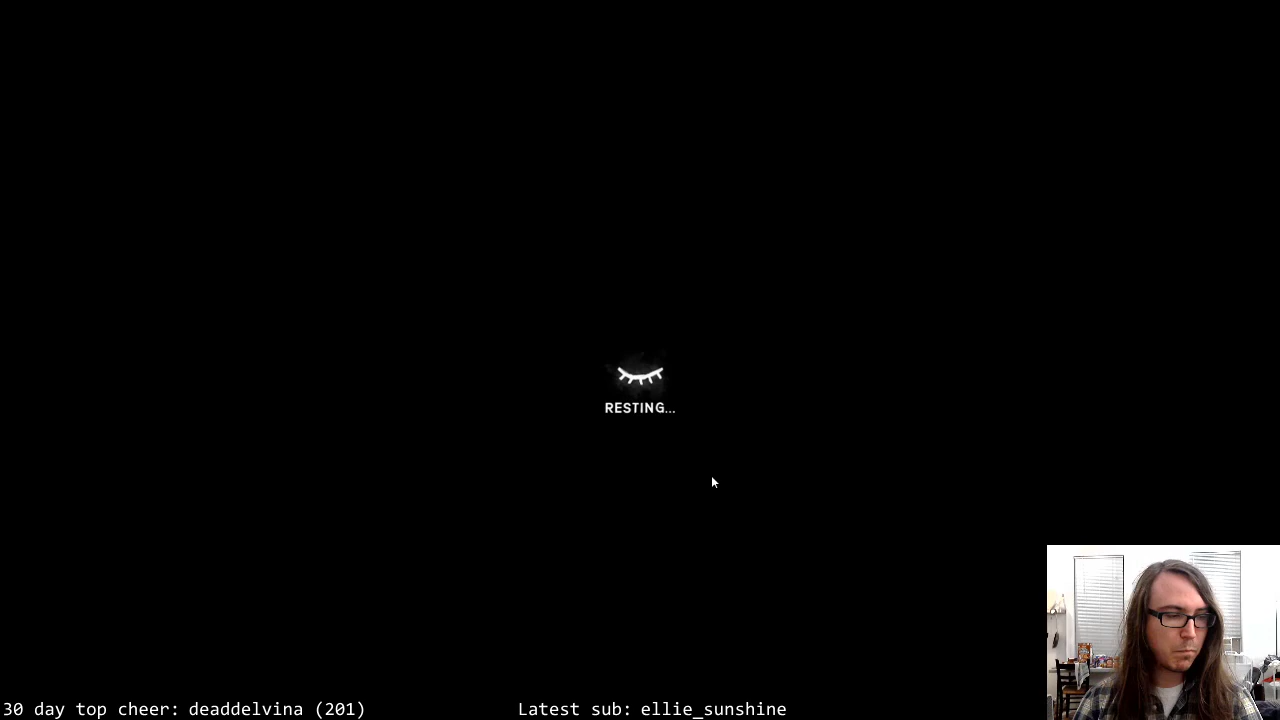 RESTING...
30 day top cheer: deaddelvina (201)
Latest sub: ellie_sunshine